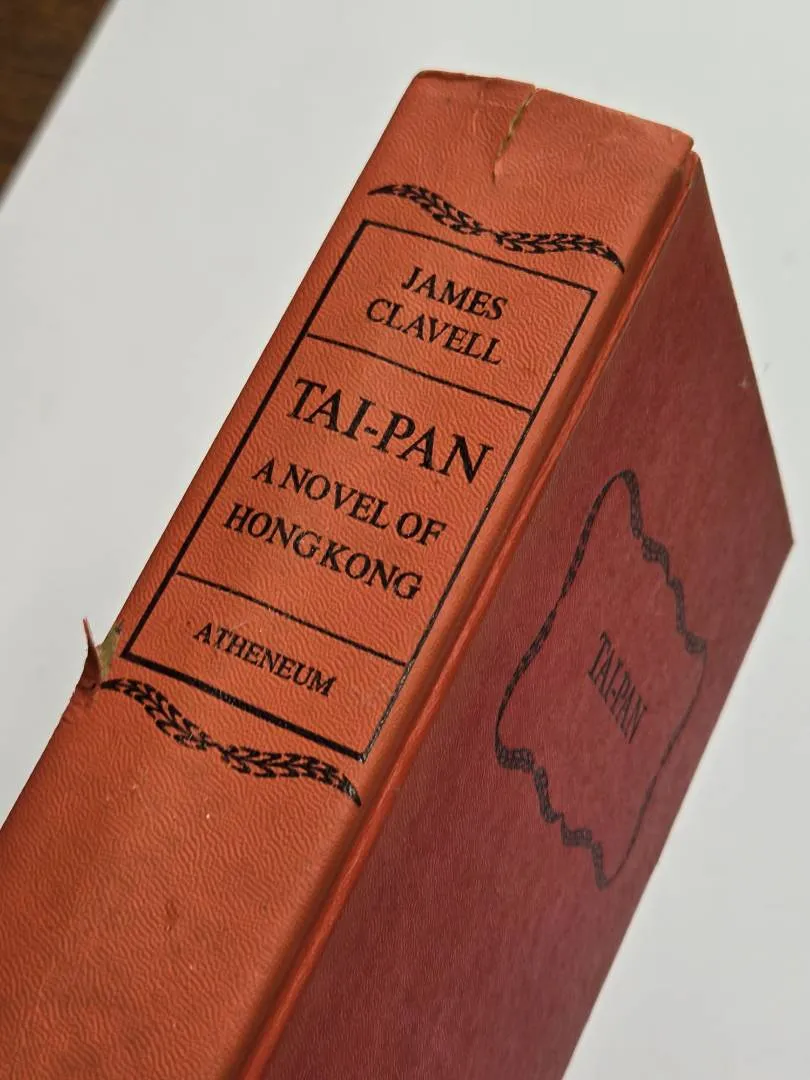 JAMES
CLAVELL
TAI-PAN
A NOVEL OF
HONG KONG
ATHENEUM
TAI-PAN